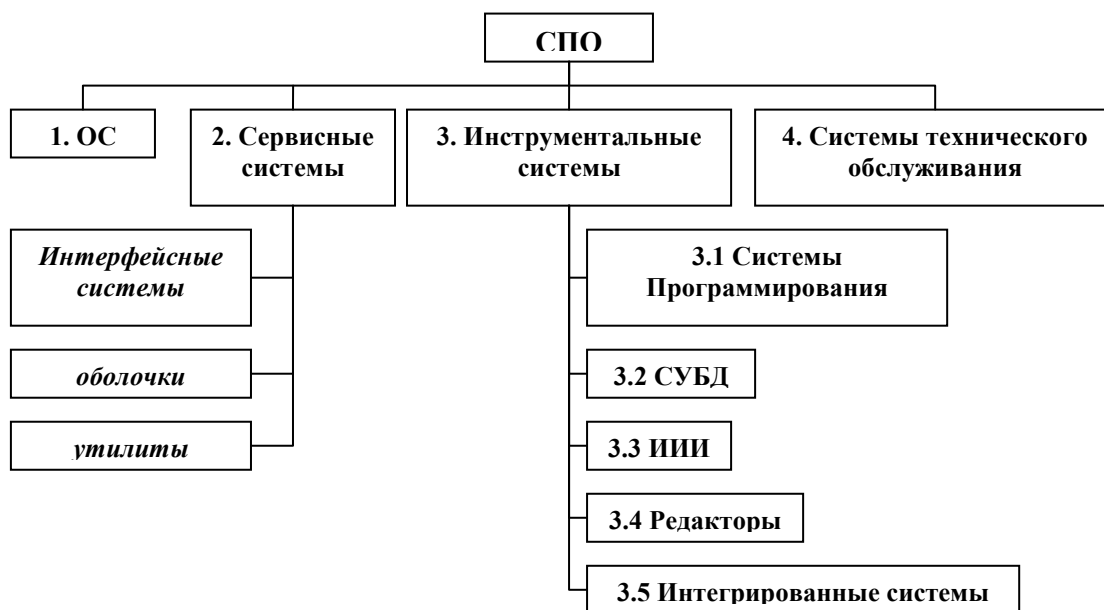 СПО
1. ОС
2. Сервисные
системы
3. Инструментальные
системы
4. Системы технического
обслуживания
Интерфейсные
системы
оболочки
утилиты
3.1 Системы
Программирования
3.2 СУБД
3.3 ИИИ
3.4 Редакторы
3.5 Интегрированные системы